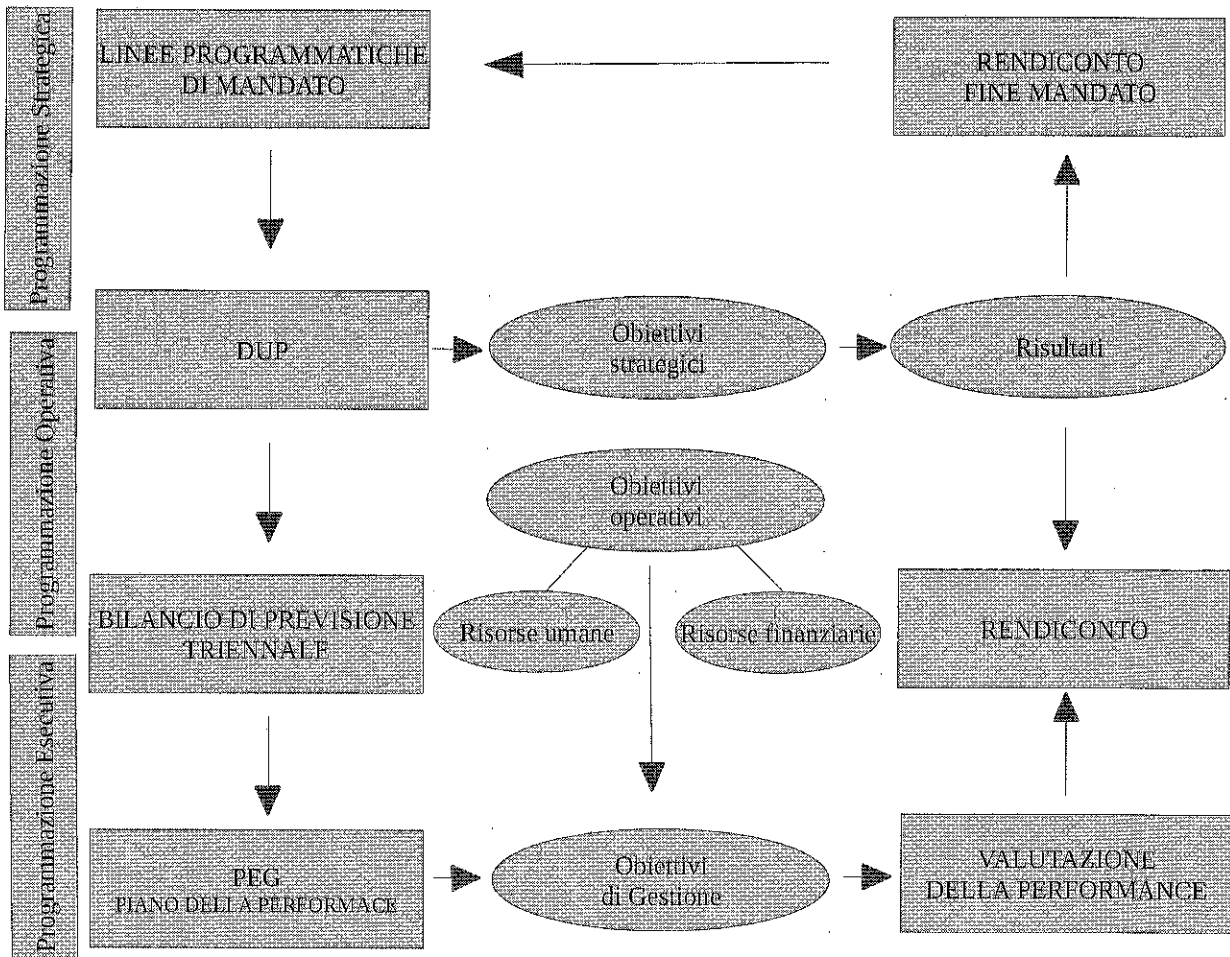 Programmazione Strategica
LINEE PROGRAMMATICHE
DI MANDATO
RENDICONTO
FINE MANDATO
DUP
Obiettivi
strategici
Risultati
Programmazione Operativa
Obiettivi
operativi
BILANCIO DI PREVISIONE
TRIENNALE
Risorse umane
Risorse finanziarie
RENDICONTO
Programmazione Esecutiva
PEG
PIANO DELLA PERFORMACE
Obiettivi
di Gestione
VALUTAZIONE
DELLA PERFORMANCE